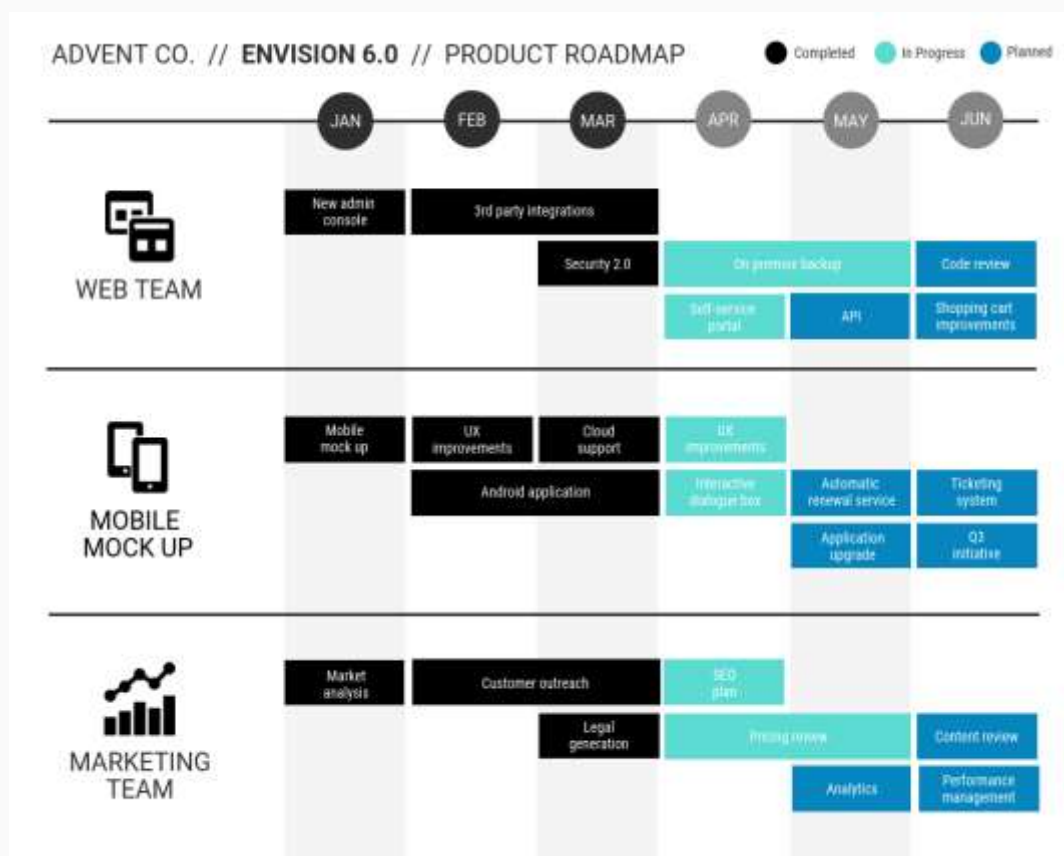 ADVENT CO. // ENVISION 6.0 // PRODUCT ROADMAP
Completed
In Progress
Planned
JAN
FEB
MAR
APR
MAY
JUN
WEB TEAM
New admin
console
3rd party integrations
Security 2.0
On premise backup
Code review
Self-service
portal
API
Shopping cart
improvements
MOBILE
MOCK UP
Mobile
mock up
UX
improvements
Cloud
support
UX
improvements
Android application
Interactive
dialogue box
Automatic
renewal service
Ticketing
system
Application
upgrade
Q3
initiative
MARKETING
TEAM
Market
analysis
Customer outreach
SEO
plan
Legal
generation
Pricing review
Content review
Analytics
Performance
management